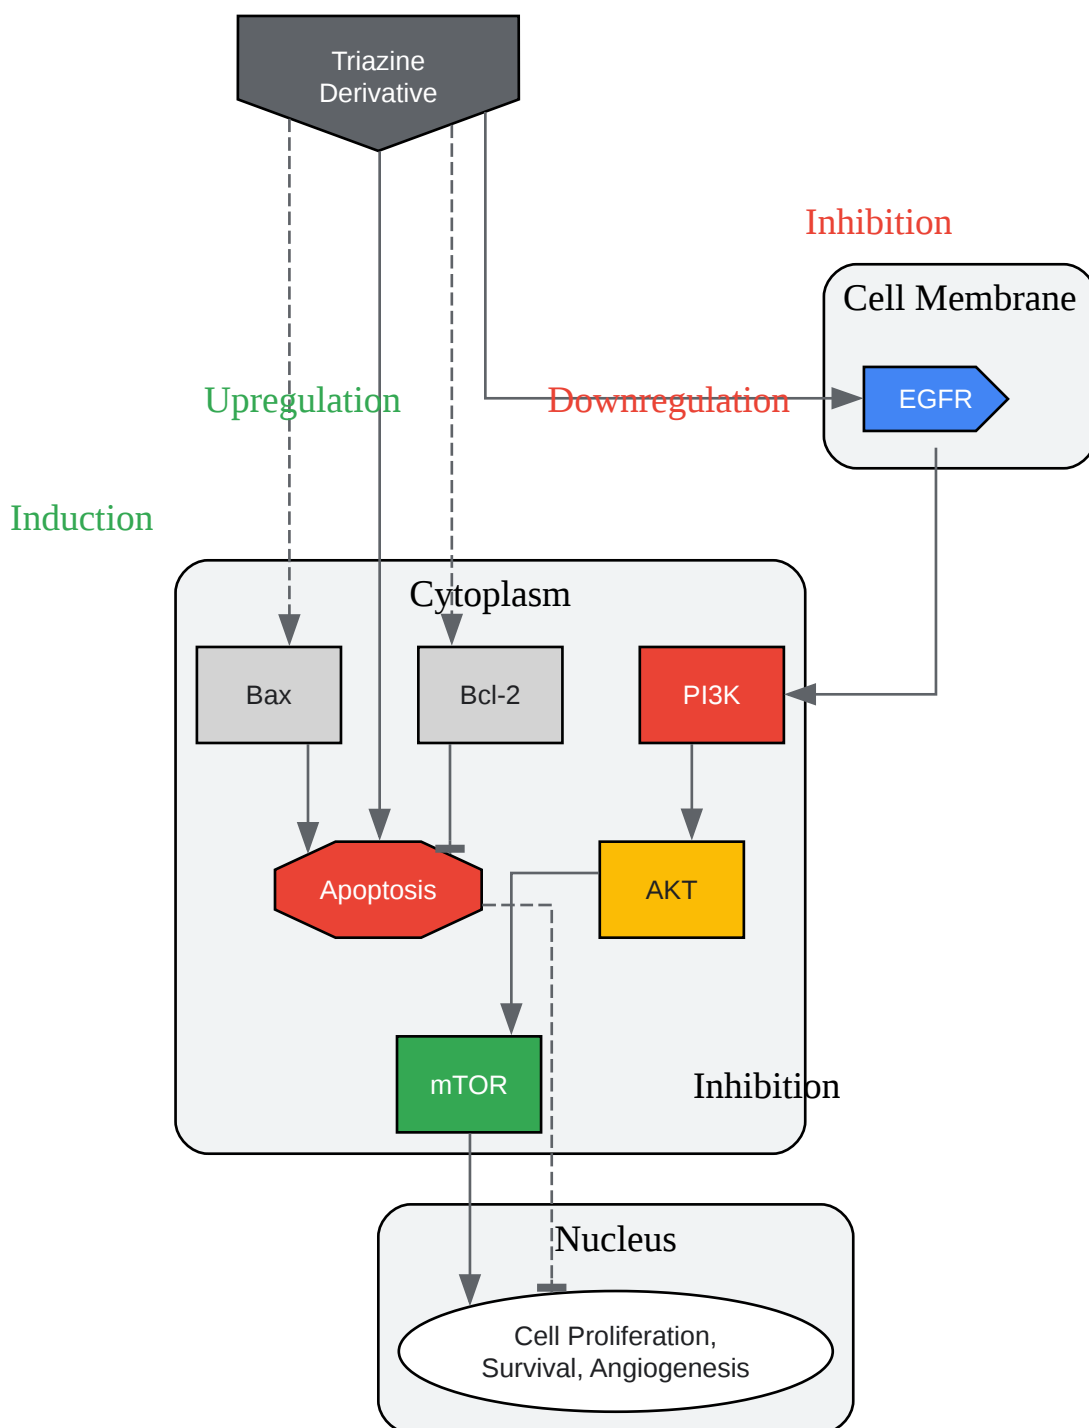 Triazine
Derivative
Inhibition
Cell Membrane
EGFR
Upregulation
Downregulation
Induction
Cytoplasm
Bax
Bcl-2
PI3K
Apoptosis
AKT
mTOR
Inhibition
Nucleus
Cell Proliferation,
Survival, Angiogenesis